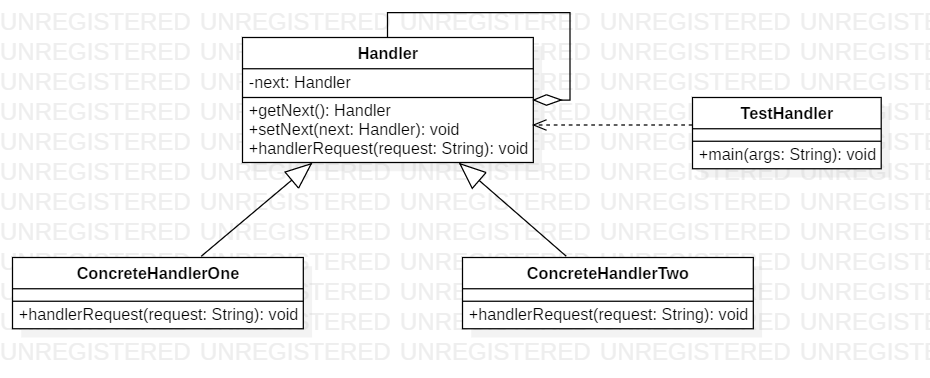 UNREGISTERED UNREGISTERED UNREGISTERED UNREGISTERED UNREGISTE
Handler
-next: Handler
+getNext(): Handler
+setNext(next: Handler): void
+handlerRequest(request: String): void
TestHandler
+main(args: String): void
ConcreteHandlerOne
+handlerRequest(request: String): void
ConcreteHandlerTwo
+handlerRequest(request: String): void